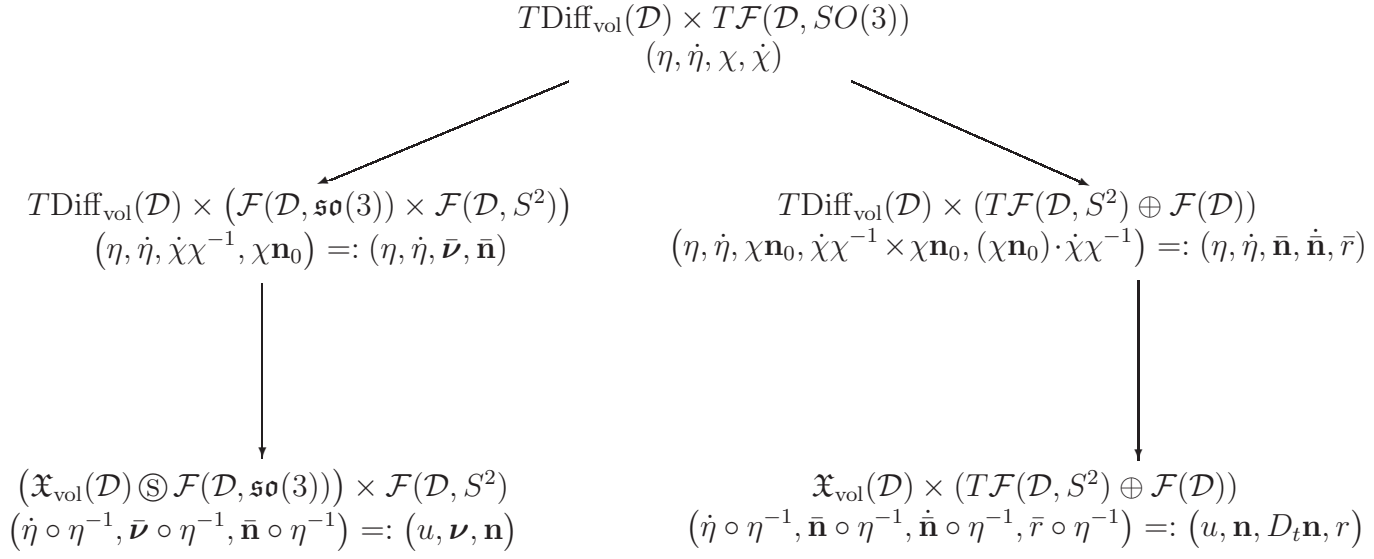 TDiff_vol(𝒟) × Tℱ(𝒟, SO(3))
(η, η̇, χ, χ̇)
TDiff_vol(𝒟) × (ℱ(𝒟, 𝔰𝔬(3)) × ℱ(𝒟, S²))
(η, η̇, χ̇χ⁻¹, χ𝐧₀) =: (η, η̇, 𝛎̄, 𝐧̄)
TDiff_vol(𝒟) × (Tℱ(𝒟, S²) ⊕ ℱ(𝒟))
(η, η̇, χ𝐧₀, χ̇χ⁻¹ × χ𝐧₀, (χ𝐧₀)·χ̇χ⁻¹) =: (η, η̇, 𝐧̄, 𝐧̄̇, r̄)
(𝔛_vol(𝒟) Ⓢ ℱ(𝒟, 𝔰𝔬(3))) × ℱ(𝒟, S²)
(η̇ ∘ η⁻¹, 𝛎̄ ∘ η⁻¹, 𝐧̄ ∘ η⁻¹) =: (u, 𝛎, 𝐧)
𝔛_vol(𝒟) × (Tℱ(𝒟, S²) ⊕ ℱ(𝒟))
(η̇ ∘ η⁻¹, 𝐧̄ ∘ η⁻¹, 𝐧̄̇ ∘ η⁻¹, r̄ ∘ η⁻¹) =: (u, 𝐧, D_t𝐧, r)